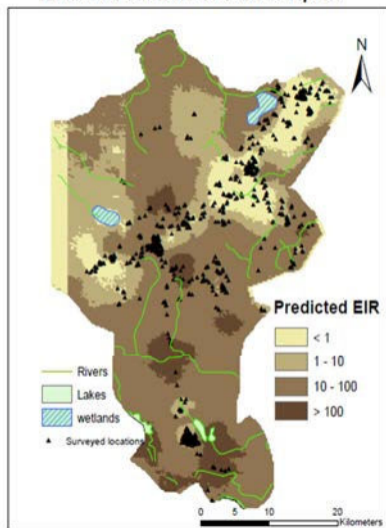 N
Predicted EIR
< 1
1 - 10
10 - 100
> 100
Rivers
Lakes
wetlands
Surveyed locations
0 5 10 20
Kilometers